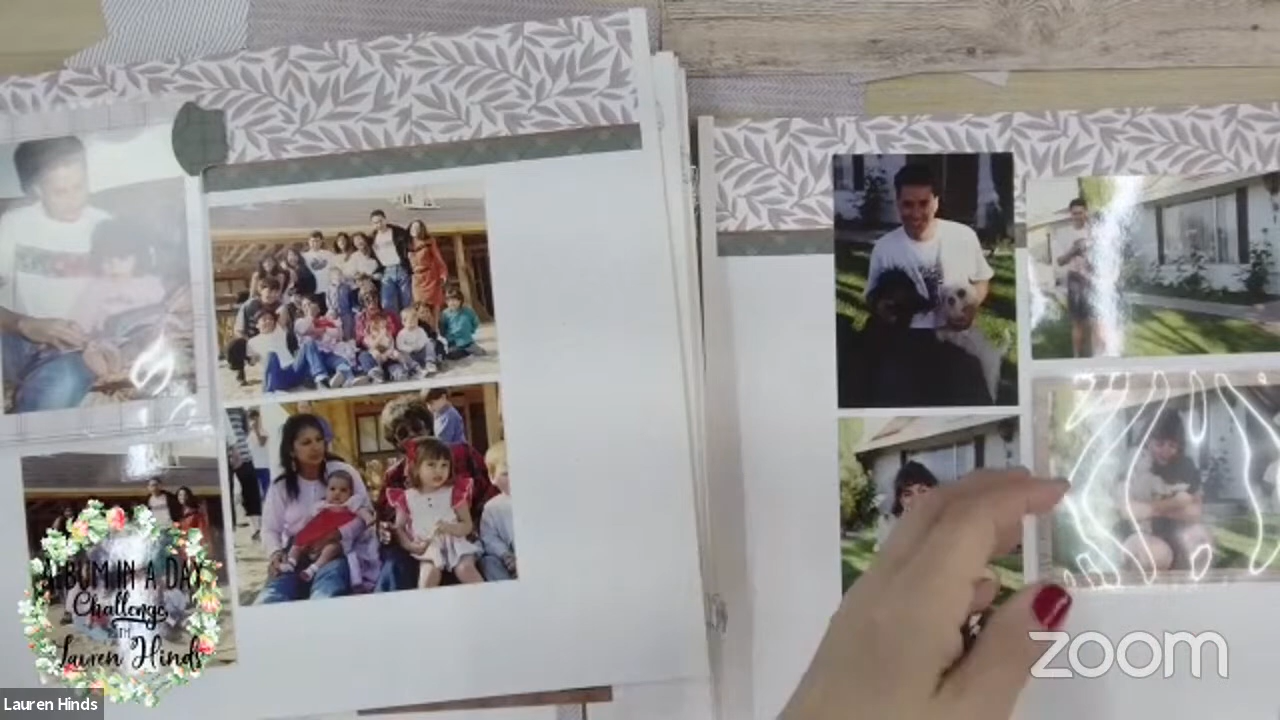 ALBUM IN A DAY
Challenge
WITH
Lauren Hinds
Lauren Hinds
zoom